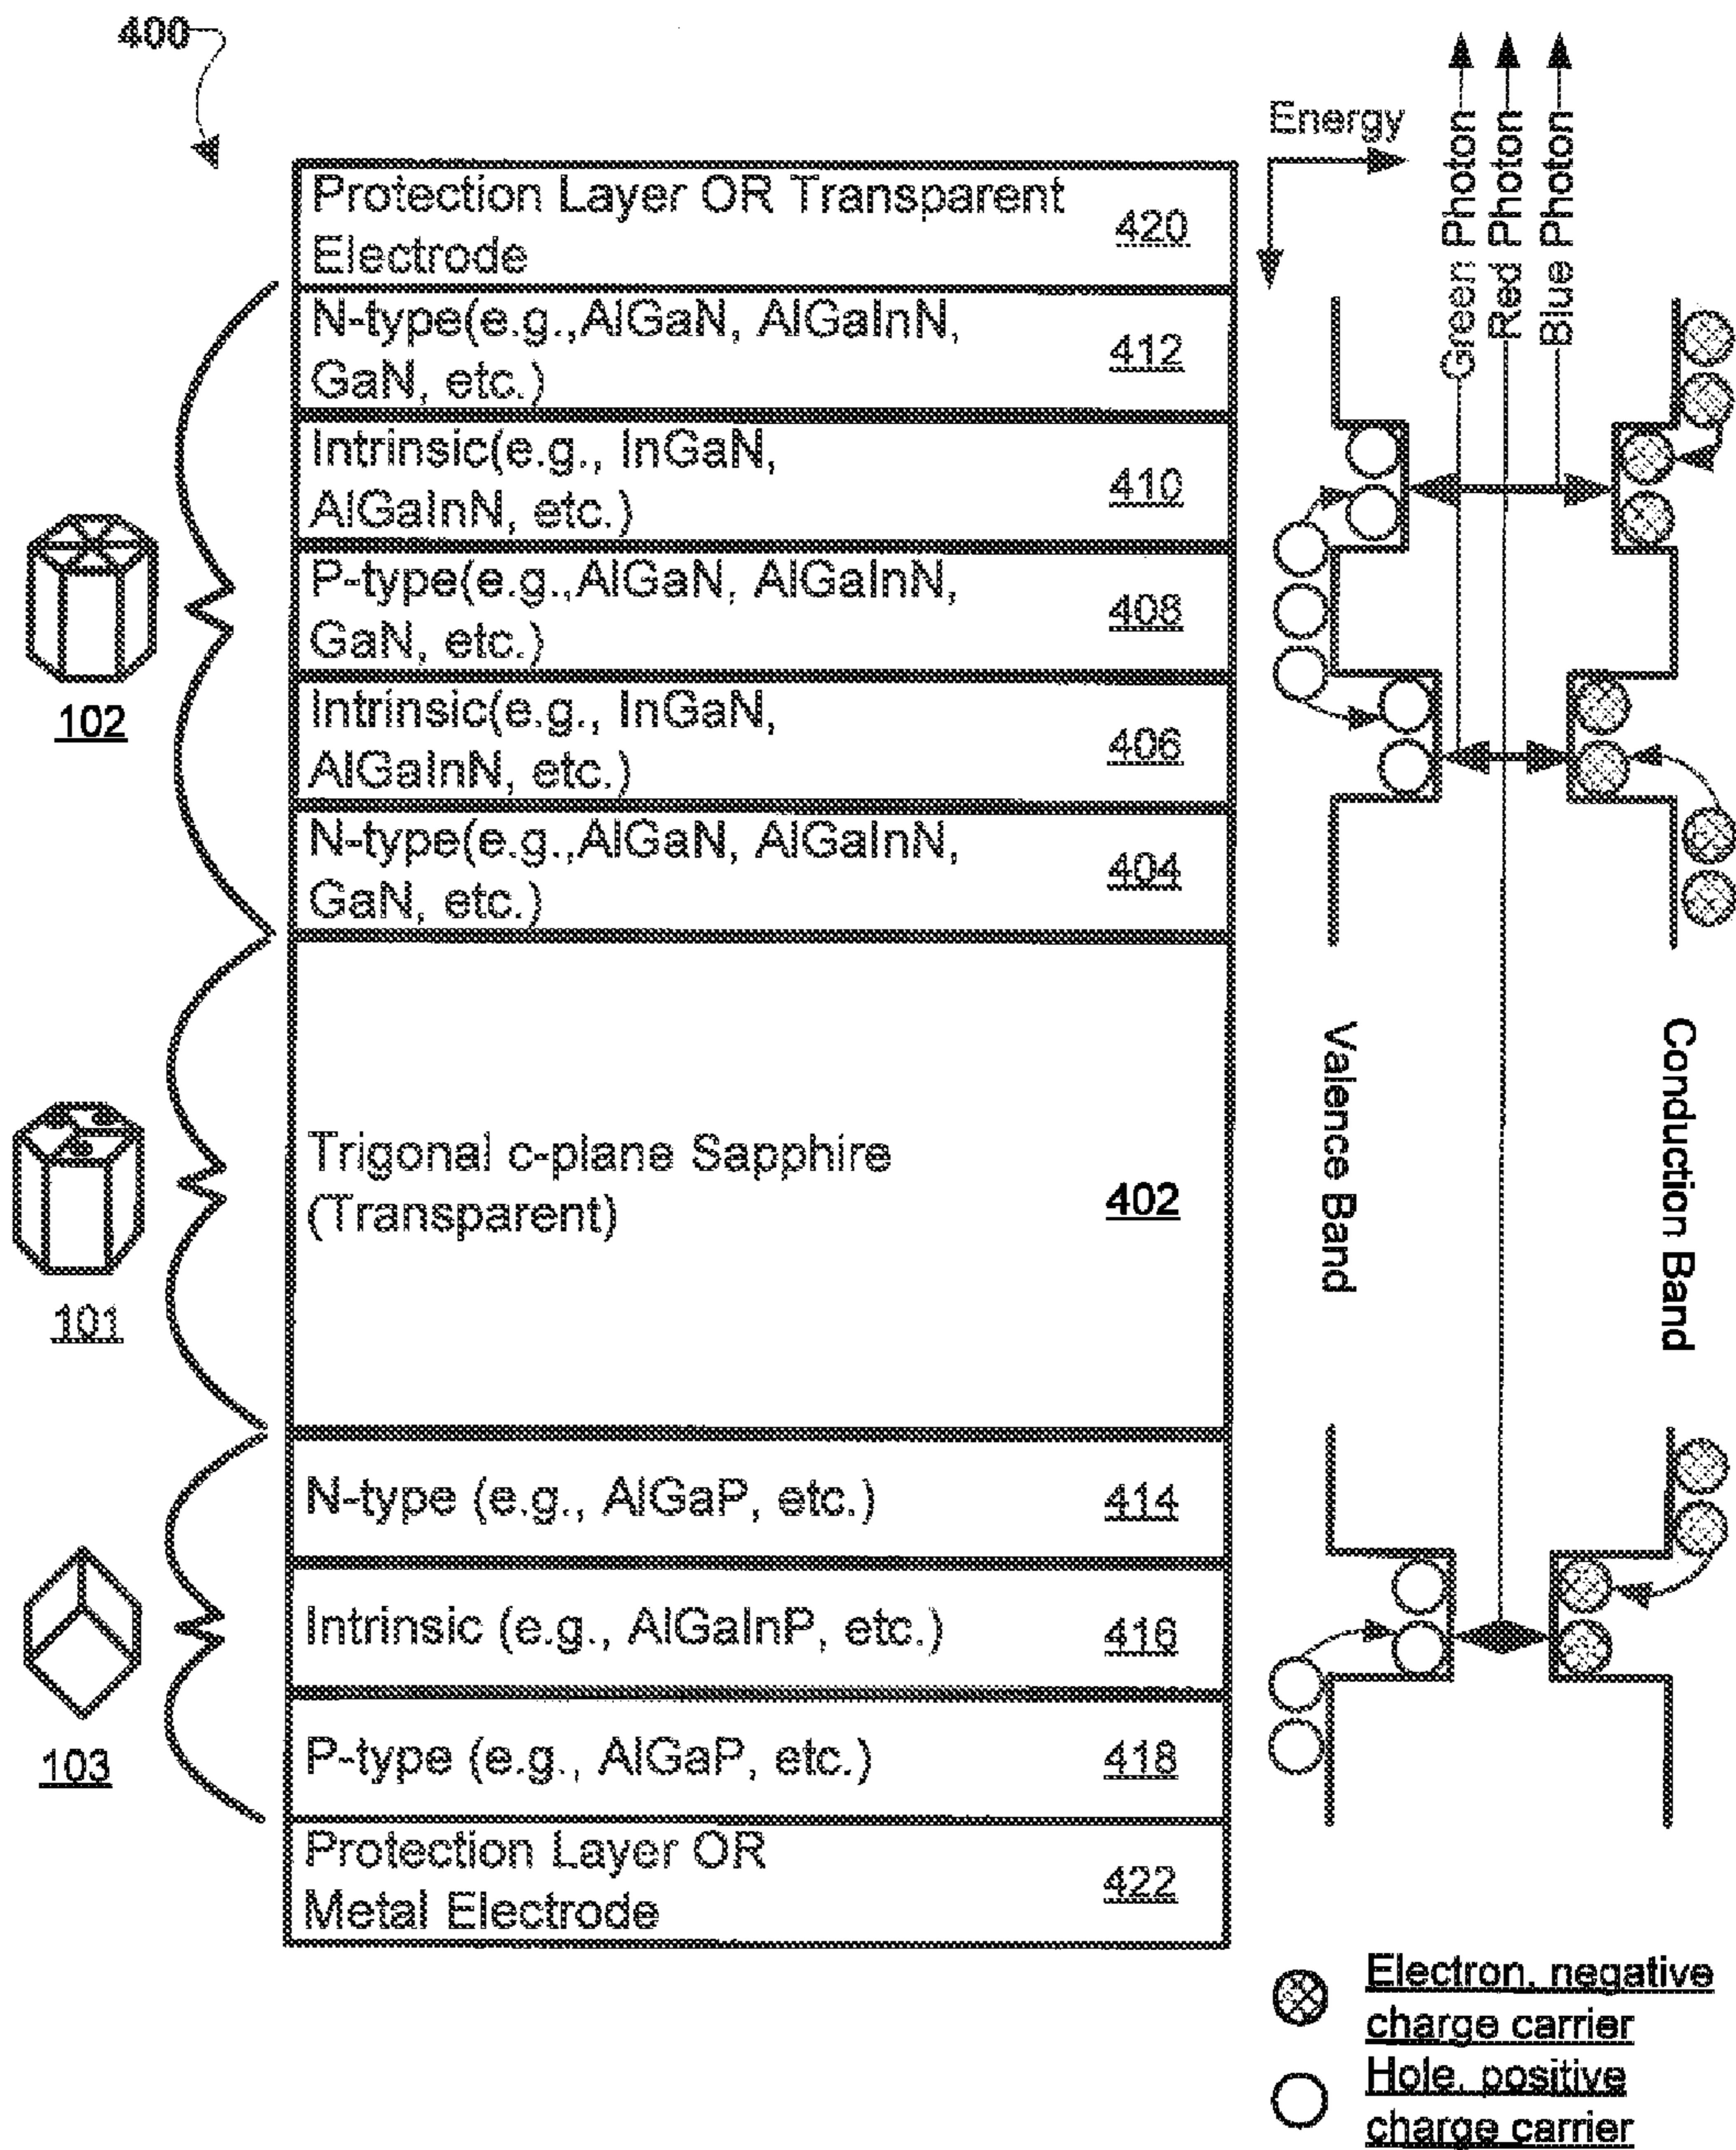 400
Protection Layer OR Transparent
Electrode
420
N-type(e.g.,AlGaN, AlGaInN,
GaN, etc.)
412
Intrinsic(e.g., InGaN,
AlGaInN, etc.)
410
P-type(e.g.,AlGaN, AlGaInN,
GaN, etc.)
408
Intrinsic(e.g., InGaN,
AlGaInN, etc.)
406
N-type(e.g.,AlGaN, AlGaInN,
GaN, etc.)
404
Trigonal c-plane Sapphire
(Transparent)
402
N-type (e.g., AlGaP, etc.)
414
Intrinsic (e.g., AlGaInP, etc.)
416
P-type (e.g., AlGaP, etc.)
418
Protection Layer OR
Metal Electrode
422
102
101
103
Energy
Green Photon
Red Photon
Blue Photon
Valence Band
Conduction Band
Electron, negative
charge carrier
Hole, positive
charge carrier